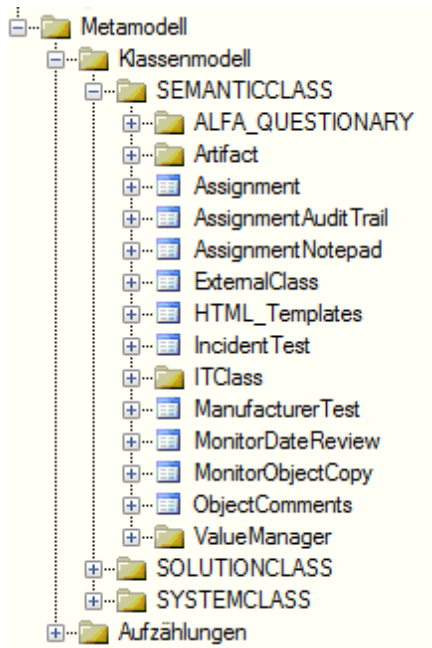 Metamodell
Klassenmodell
SEMANTICCLASS
ALFA_QUESTIONARY
Artifact
Assignment
AssignmentAuditTrail
AssignmentNotepad
ExternalClass
HTML_Templates
IncidentTest
ITClass
ManufacturerTest
MonitorDateReview
MonitorObjectCopy
ObjectComments
ValueManager
SOLUTIONCLASS
SYSTEMCLASS
Aufzählungen